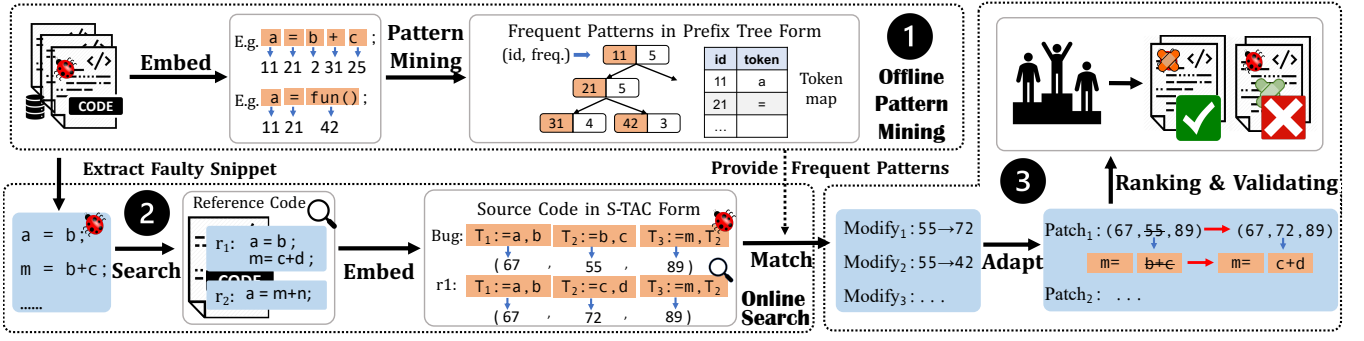 </>
CODE
Embed
E.g. a = b + c ;
11 21 2 31 25
E.g. a = fun() ;
11 21 42
Pattern
Mining
Frequent Patterns in Prefix Tree Form
(id, freq.)
11 5
21 5
31 4 42 3
id token
11 a
21 =
...
Token
map
1
Offline
Pattern
Mining
Extract Faulty Snippet
Provide Frequent Patterns
a = b;
m = b+c;
......
2
Search
Reference Code
</>
r1: a = b ;
m= c+d ;
CODE
r2: a = m+n;
Embed
Source Code in S-TAC Form
Bug: T1:=a,b T2:=b,c T3:=m,T2
(67 , 55 , 89)
r1: T1:=a,b T2:=c,d T3:=m,T2
(67 , 72 , 89)
Match
Online
Search
</>
</>
3
Ranking & Validating
Modify1: 55→72
Modify2: 55→42
Modify3: ...
Adapt
Patch1: (67,55,89) → (67,72,89)
m= b+c → m= c+d
Patch2: ...